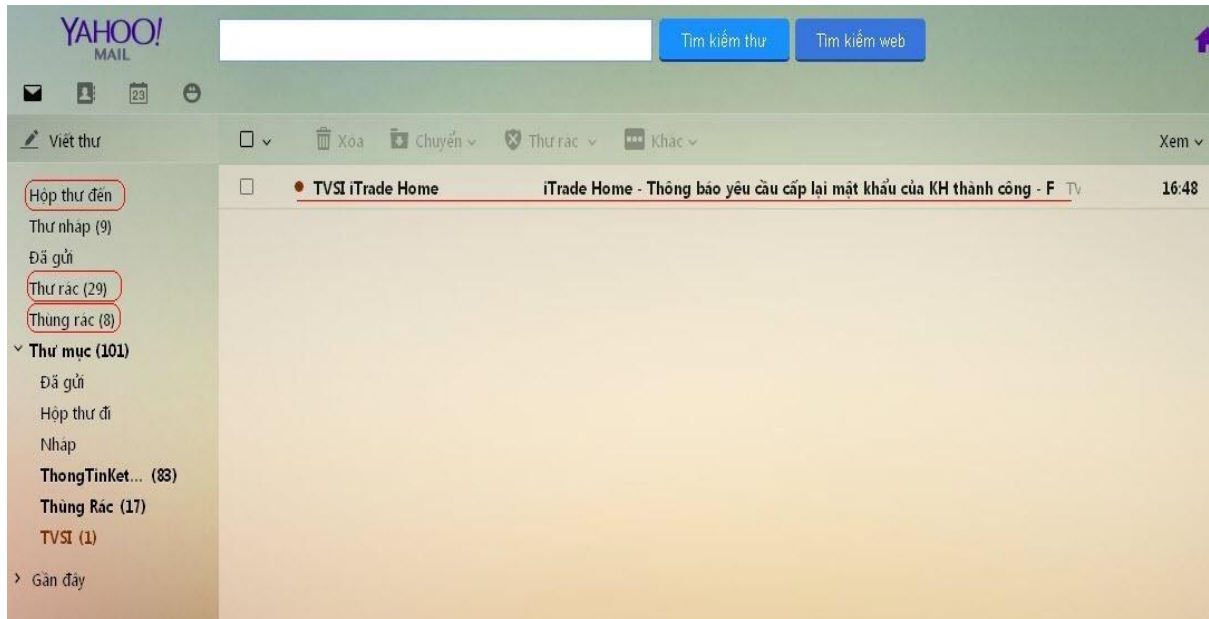 YAHOO!
MAIL
Tìm kiếm thư Tìm kiếm web
23
Viết thư
Xóa Chuyển Thư rác Khác Xem
Hộp thư đến
TVSI iTrade Home iTrade Home - Thông báo yêu cầu cấp lại mật khẩu của KH thành công - F TV 16:48
Thư nháp (9)
Đã gửi
Thư rác (29)
Thùng rác (8)
Thư mục (101)
Đã gửi
Hộp thư đi
Nháp
ThongTinKet... (83)
Thùng Rác (17)
TVSI (1)
Gần đây